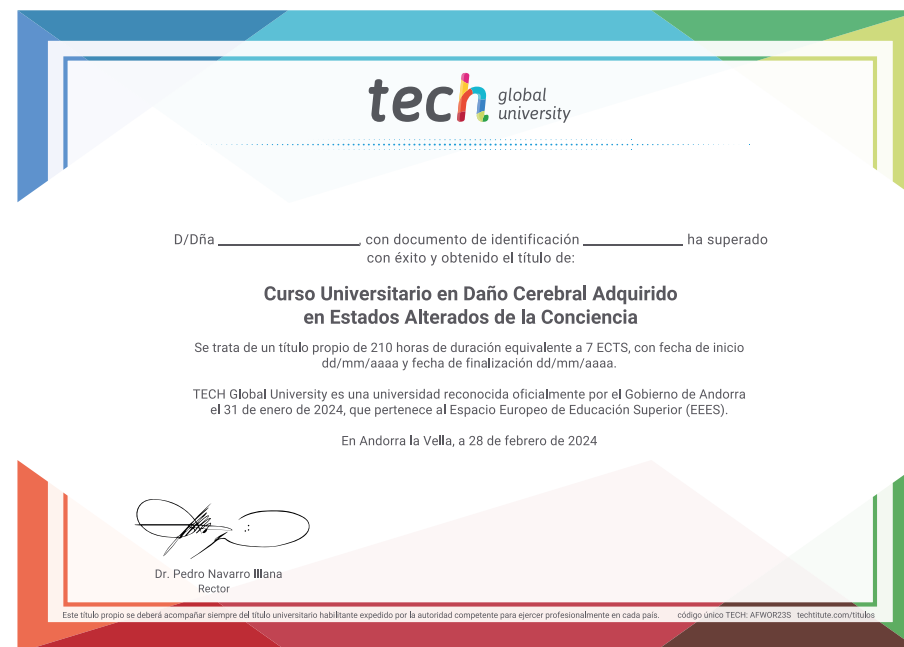 tech global university
D/Dña ____________________, con documento de identificación ______________ ha superado
con éxito y obtenido el título de:
Curso Universitario en Daño Cerebral Adquirido
en Estados Alterados de la Conciencia
Se trata de un título propio de 210 horas de duración equivalente a 7 ECTS, con fecha de inicio
dd/mm/aaaa y fecha de finalización dd/mm/aaaa.
TECH Global University es una universidad reconocida oficialmente por el Gobierno de Andorra
el 31 de enero de 2024, que pertenece al Espacio Europeo de Educación Superior (EEES).
En Andorra la Vella, a 28 de febrero de 2024
Dr. Pedro Navarro Illana
Rector
Este título propio se deberá acompañar siempre del título universitario habilitante expedido por la autoridad competente para ejercer profesionalmente en cada país. código único TECH: AFWOR23S techtitute.com/titulos